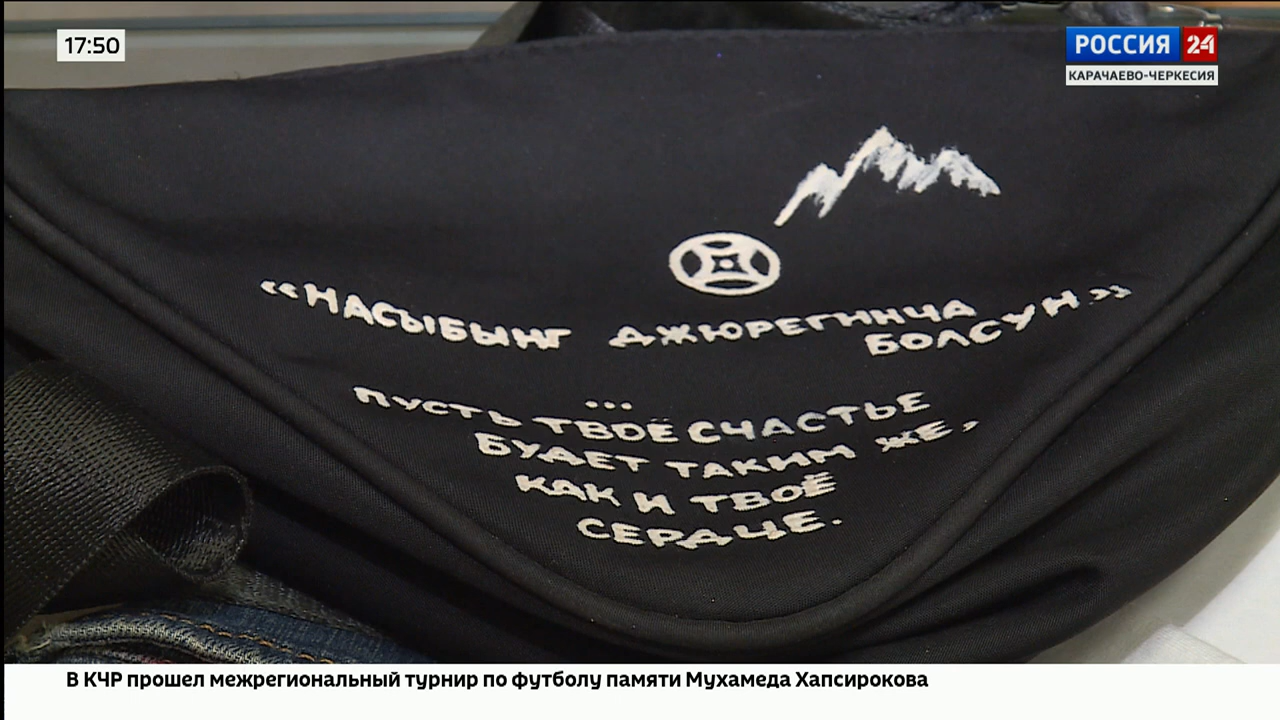 17:50
РОССИЯ 24
КАРАЧАЕВО-ЧЕРКЕСИЯ
«НАСЫБЫНГ ДЖЮРЕГИНЧА
БОЛСУН»
...
ПУСТЬ ТВОЁ СЧАСТЬЕ
БУДЕТ ТАКИМ ЖЕ,
КАК И ТВОЁ
СЕРДЦЕ.
В КЧР прошел межрегиональный турнир по футболу памяти Мухамеда Хапсирокова